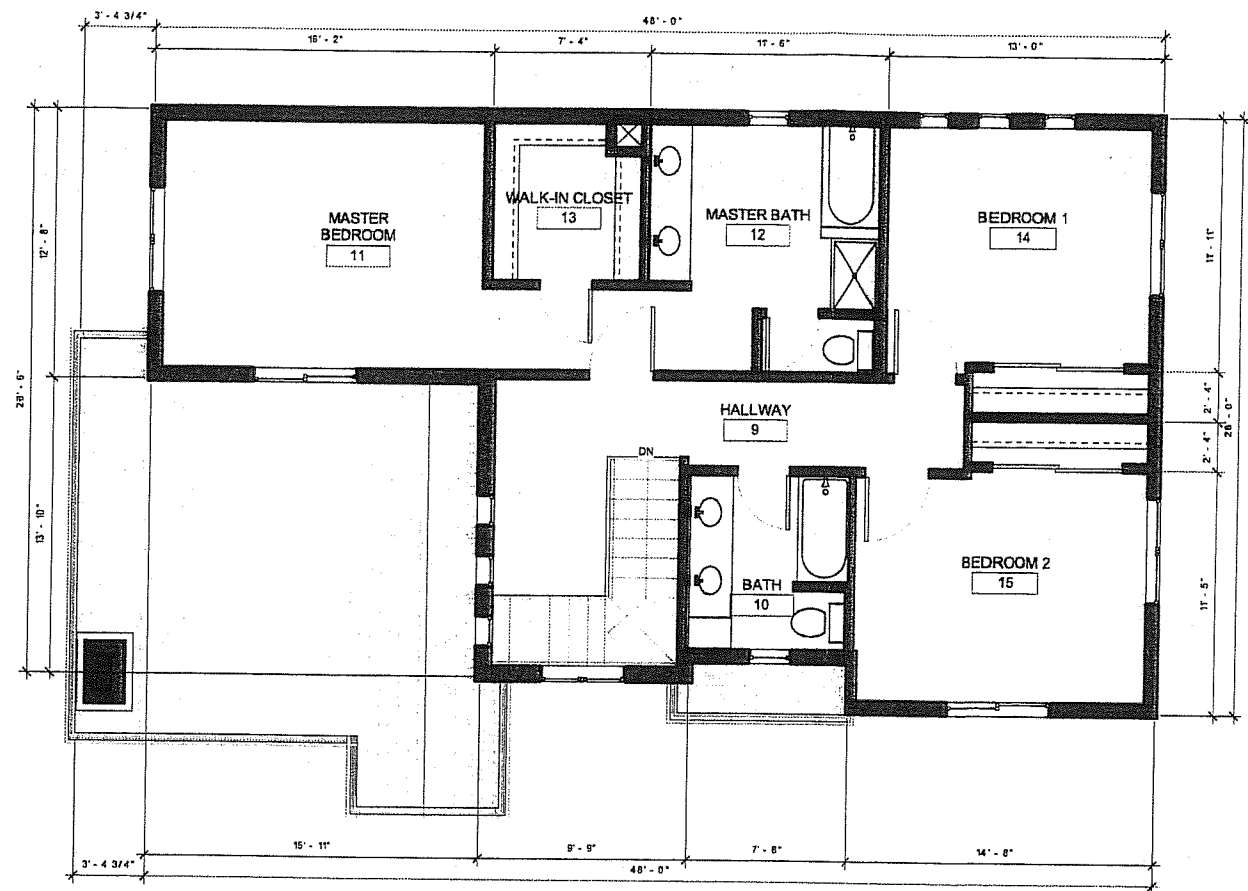 3' - 4 3/4"
48' - 0"
16' - 2"
7' - 4"
11' - 6"
13' - 0"
MASTER
BEDROOM
11
WALK-IN CLOSET
13
MASTER BATH
12
BEDROOM 1
14
12' - 8"
26' - 6"
13' - 10"
11' - 11"
2' - 4"
2' - 4"
28' - 0"
11' - 5"
HALLWAY
9
DN
BATH
10
BEDROOM 2
15
15' - 11"
9' - 9"
7' - 8"
14' - 8"
3' - 4 3/4"
48' - 0"